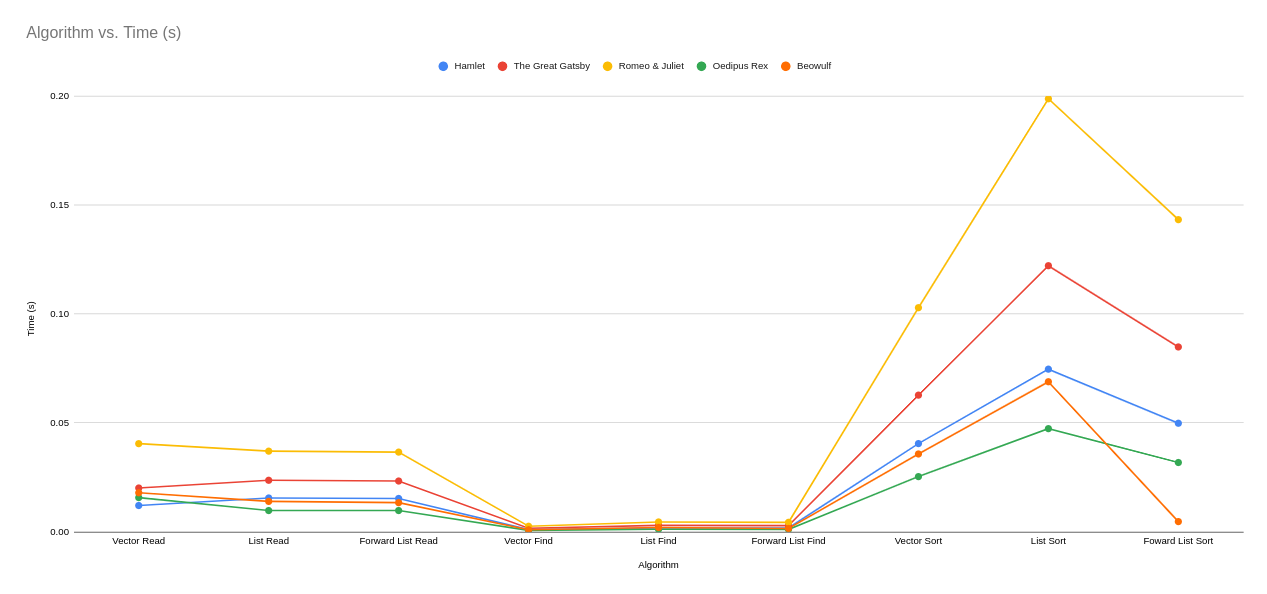 Algorithm vs. Time (s)
Hamlet The Great Gatsby Romeo & Juliet Oedipus Rex Beowulf
0.20
0.15
0.10
0.05
0.00
Time (s)
Vector Read List Read Forward List Read Vector Find List Find Forward List Find Vector Sort List Sort Foward List Sort
Algorithm